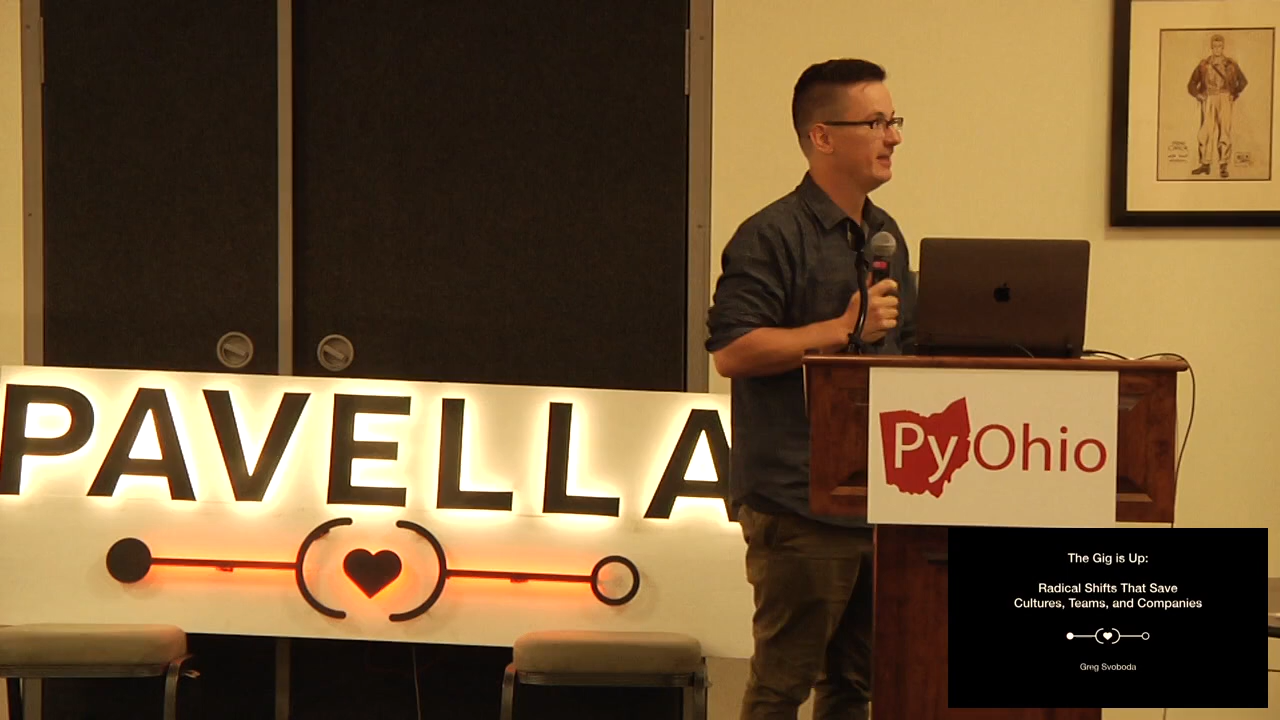 PAVELLA
PyOhio
The Gig is Up:
Radical Shifts That Save
Cultures, Teams, and Companies
Greg Svoboda